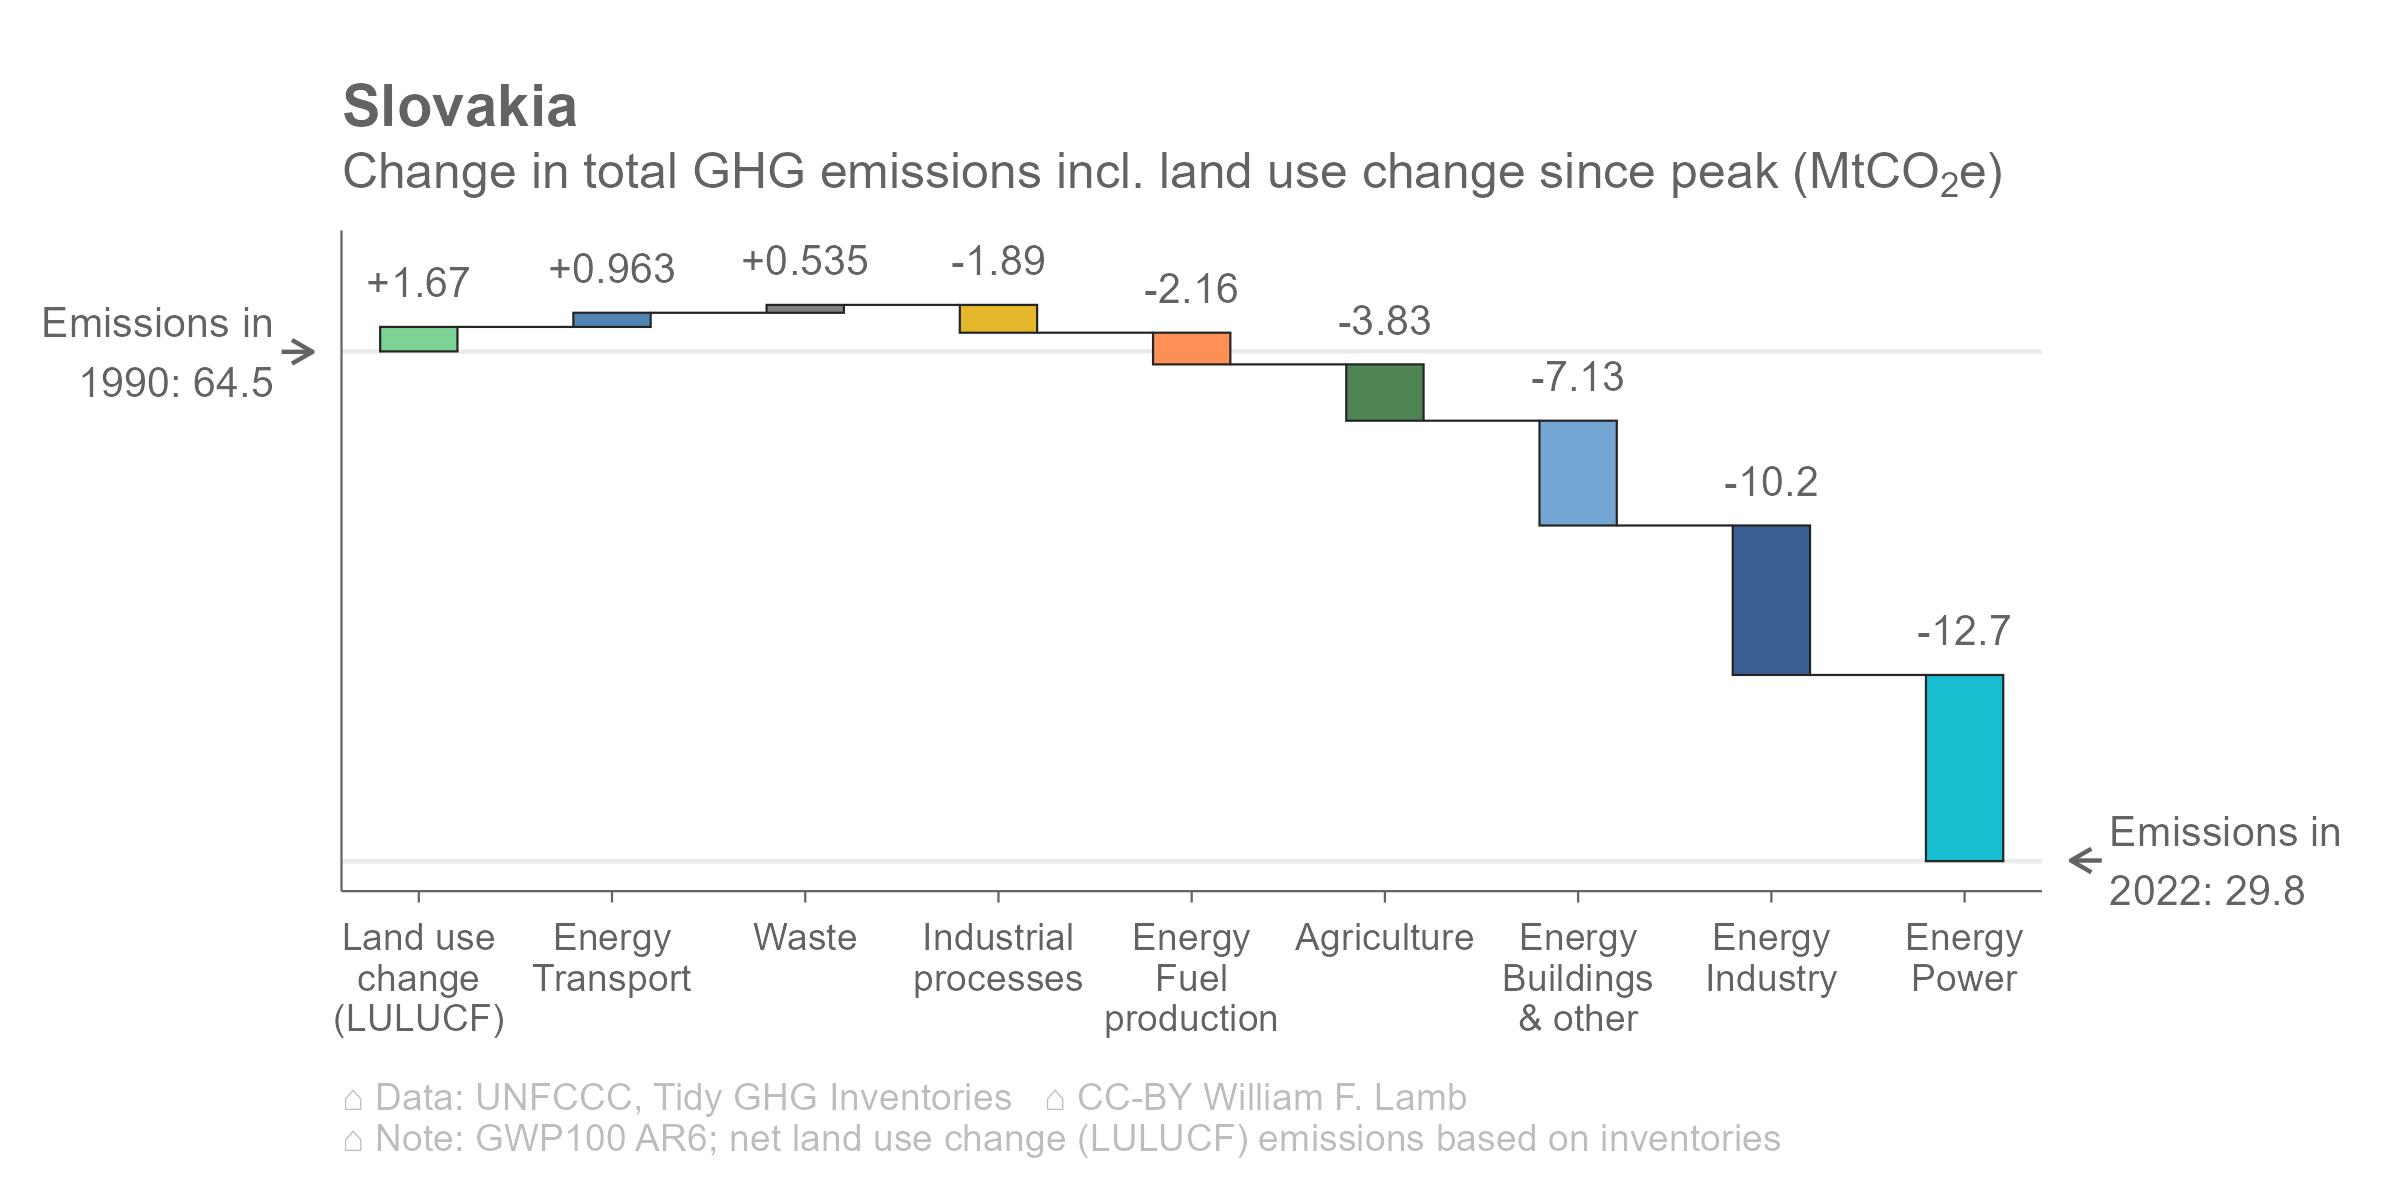 Slovakia
Change in total GHG emissions incl. land use change since peak (MtCO₂e)
+1.67
+0.963
+0.535
-1.89
-2.16
-3.83
-7.13
-10.2
-12.7
Emissions in
1990: 64.5
Emissions in
2022: 29.8
Land use
change
(LULUCF)
Energy
Transport
Waste
Industrial
processes
Energy
Fuel
production
Agriculture
Energy
Buildings
& other
Energy
Industry
Energy
Power
⌂ Data: UNFCCC, Tidy GHG Inventories ⌂ CC-BY William F. Lamb
⌂ Note: GWP100 AR6; net land use change (LULUCF) emissions based on inventories